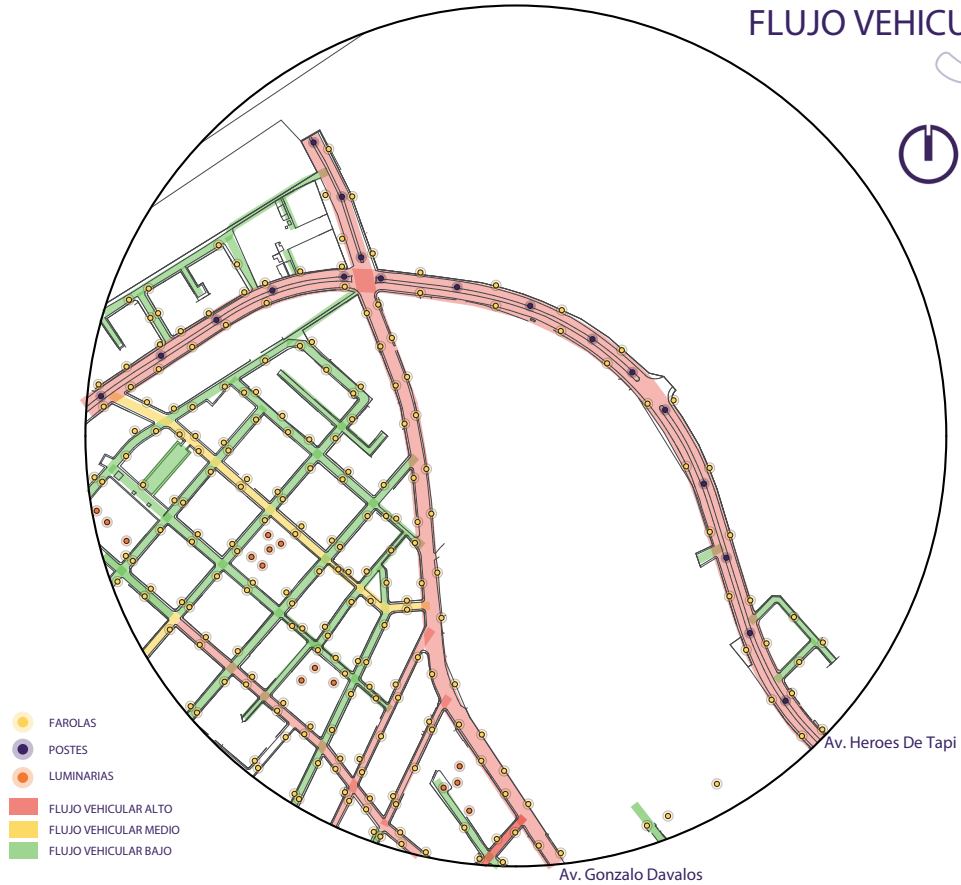 FLUJO VEHICU
FAROLAS
POSTES
LUMINARIAS
FLUJO VEHICULAR ALTO
FLUJO VEHICULAR MEDIO
FLUJO VEHICULAR BAJO
Av. Heroes De Tapi
Av. Gonzalo Davalos